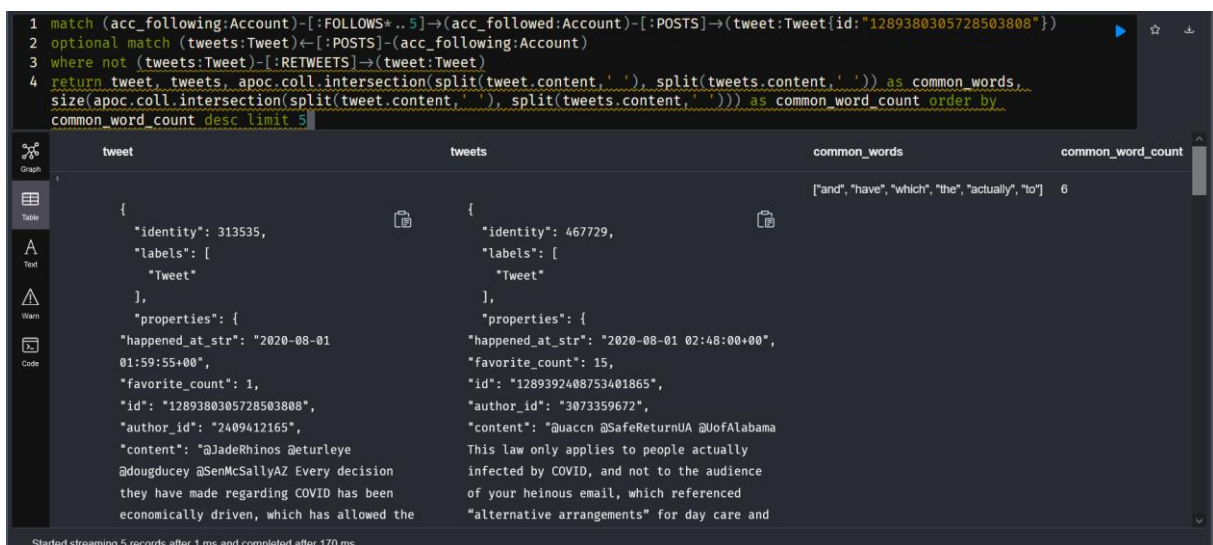 1 match (acc_following:Account)-[:FOLLOWS*..5]→(acc_followed:Account)-[:POSTS]→(tweet:Tweet{id:"1289380305728503808"})
2 optional match (tweets:Tweet)←[:POSTS]-(acc_following:Account)
3 where not (tweets:Tweet)-[:RETWEETS]→(tweet:Tweet)
4 return tweet, tweets, apoc.coll.intersection(split(tweet.content,' '), split(tweets.content,' ')) as common_words,
size(apoc.coll.intersection(split(tweet.content,' '), split(tweets.content,' '))) as common_word_count order by
common_word_count desc limit 5
Graph
Table
Text
Warn
Code
tweet tweets common_words common_word_count
1
["and", "have", "which", "the", "actually", "to"] 6
{
"identity": 313535,
"labels": [
"Tweet"
],
"properties": {
"happened_at_str": "2020-08-01
01:59:55+00",
"favorite_count": 1,
"id": "1289380305728503808",
"author_id": "2409412165",
"content": "@JadeRhinos @eturleye
@dougducey @SenMcSallyAZ Every decision
they have made regarding COVID has been
economically driven, which has allowed the
{
"identity": 467729,
"labels": [
"Tweet"
],
"properties": {
"happened_at_str": "2020-08-01 02:48:00+00",
"favorite_count": 15,
"id": "1289392408753401865",
"author_id": "3073359672",
"content": "@uaccn @SafeReturnUA @UofAlabama
This law only applies to people actually
infected by COVID, and not to the audience
of your heinous email, which referenced
“alternative arrangements” for day care and
Started streaming 5 records after 1 ms and completed after 170 ms.